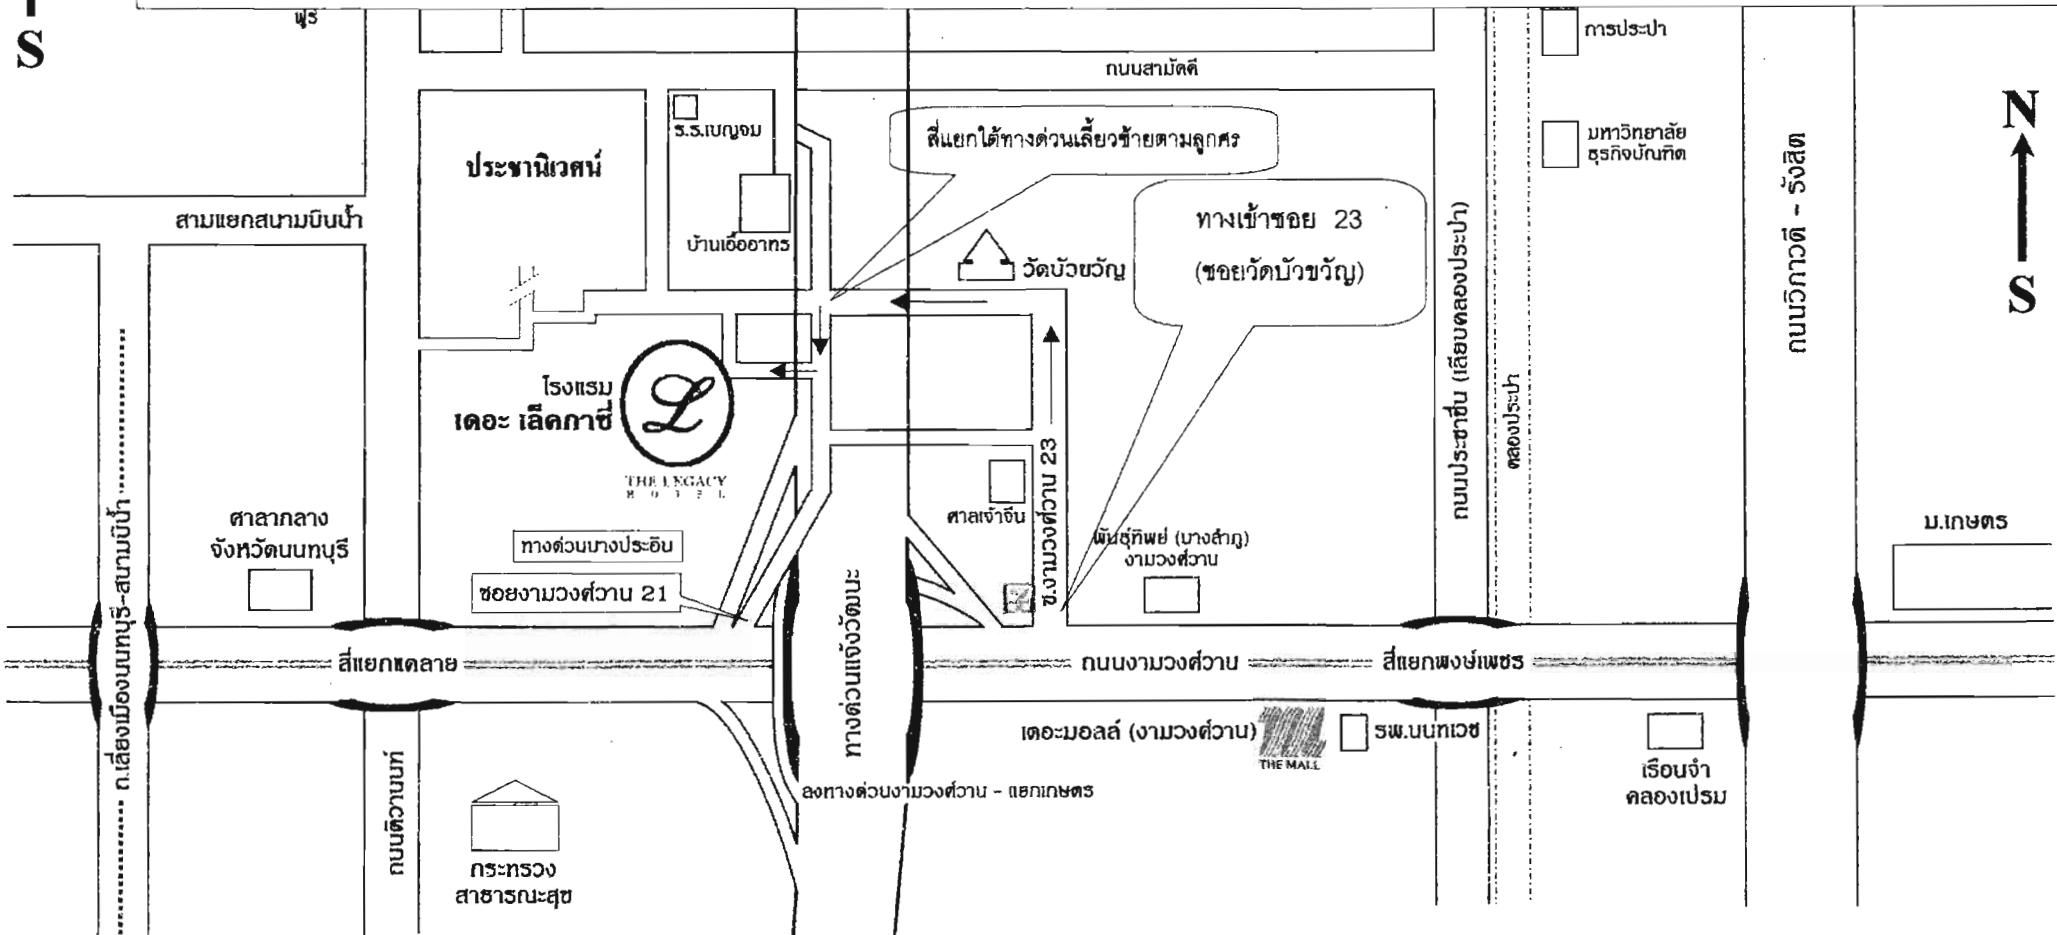 S
ฟูร์
การประปา
ถนนสามัคคี
N
S
ร.ร.เบญจม
สี่แยกใต้ทางด่วนเลี้ยวซ้ายตามลูกศร
มหาวิทยาลัย
ธุรกิจบัณฑิต
ประชานิเวศน์
สามแยกสนามบินน้ำ
บ้านเอื้ออาทร
วัดบัวขวัญ
ทางเข้าซอย 23
(ซอยวัดบัวขวัญ)
ถนนวิภาวดี - รังสิต
ถนนประชาชื่น (เลียบคลองประปา)
คลองประปา
โรงแรม
เดอะ เล็คกาซี
L
THE LEGACY
HOTEL
ศาลากลาง
จังหวัดนนทบุรี
ถ.เลี่ยงเมืองนนทบุรี-สนามบินน้ำ
ทางด่วนบางปะอิน
ซอยงามวงศ์วาน 21
ศาลเจ้าจีน
ซ.งามวงศ์วาน 23
พันธุ์ทิพย์ (บางลำภู)
งามวงศ์วาน
ม.เกษตร
สี่แยกแคลาย
ทางด่วนแจ้งวัฒนะ
ถนนงามวงศ์วาน
สี่แยกพงษ์เพชร
เดอะมอลล์ (งามวงศ์วาน)
THE MALL
รพ.นนทเวช
เรือนจำ
คลองเปรม
ลงทางด่วนงามวงศ์วาน - แยกเกษตร
ถนนติวานนท์
กระทรวง
สาธารณะสุข